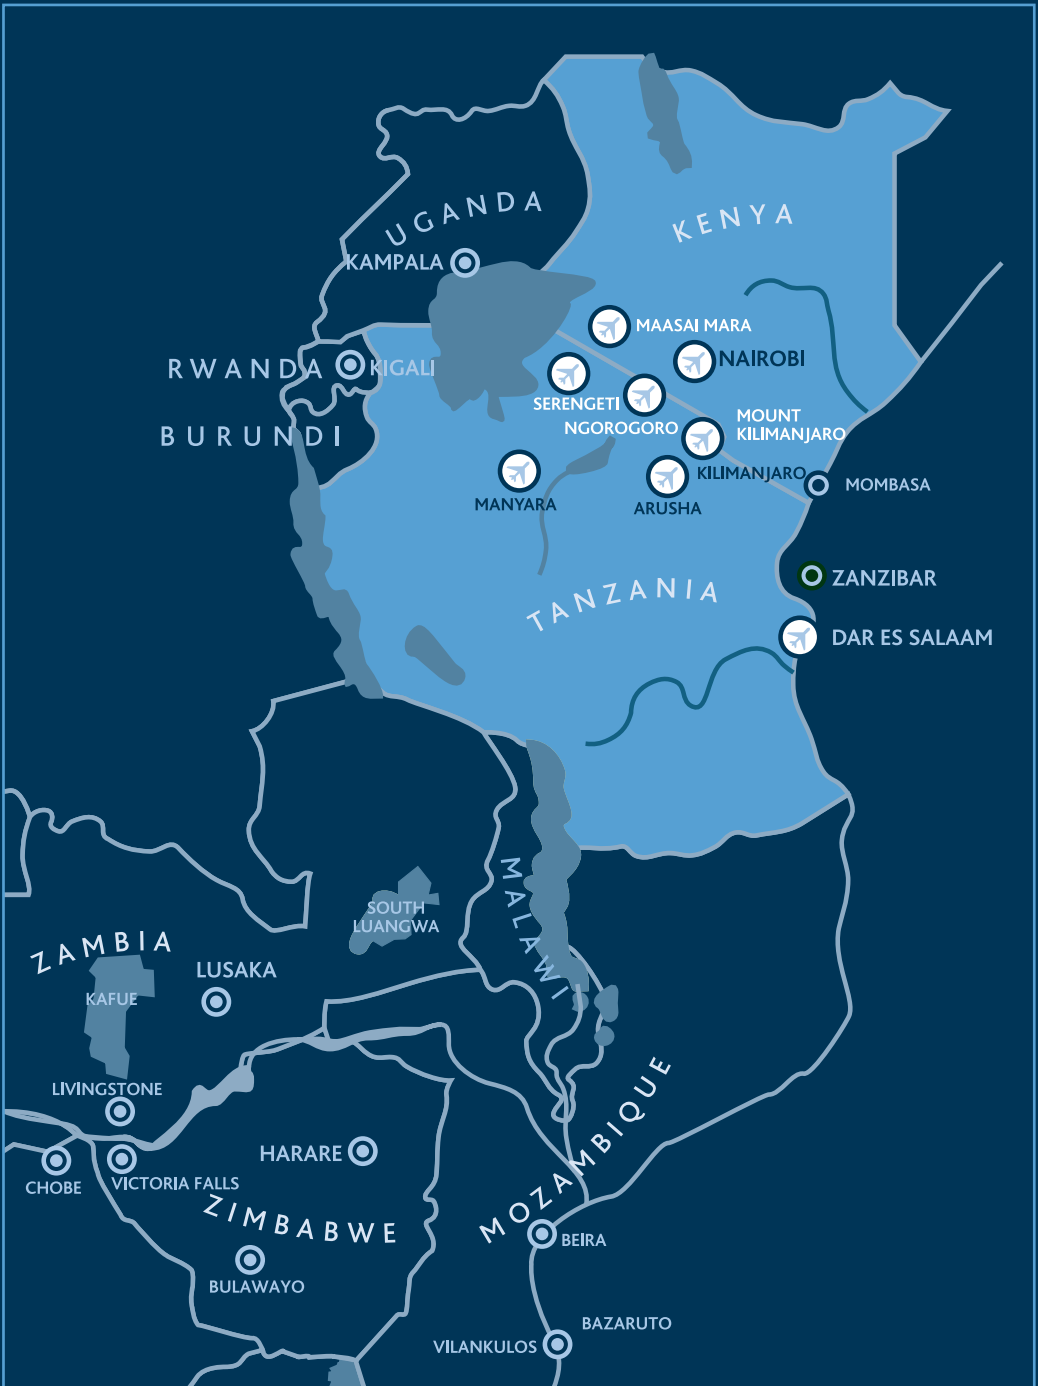 UGANDA
KENYA
KAMPALA
MAASAI MARA
NAIROBI
RWANDA
KIGALI
SERENGETI
NGOROGORO
MOUNT
KILIMANJARO
BURUNDI
KILIMANJARO
MOMBASA
MANYARA
ARUSHA
ZANZIBAR
TANZANIA
DAR ES SALAAM
MALAWI
SOUTH
LUANGWA
ZAMBIA
LUSAKA
KAFUE
LIVINGSTONE
MOZAMBIQUE
HARARE
CHOBE
VICTORIA FALLS
ZIMBABWE
BEIRA
BULAWAYO
BAZARUTO
VILANKULOS